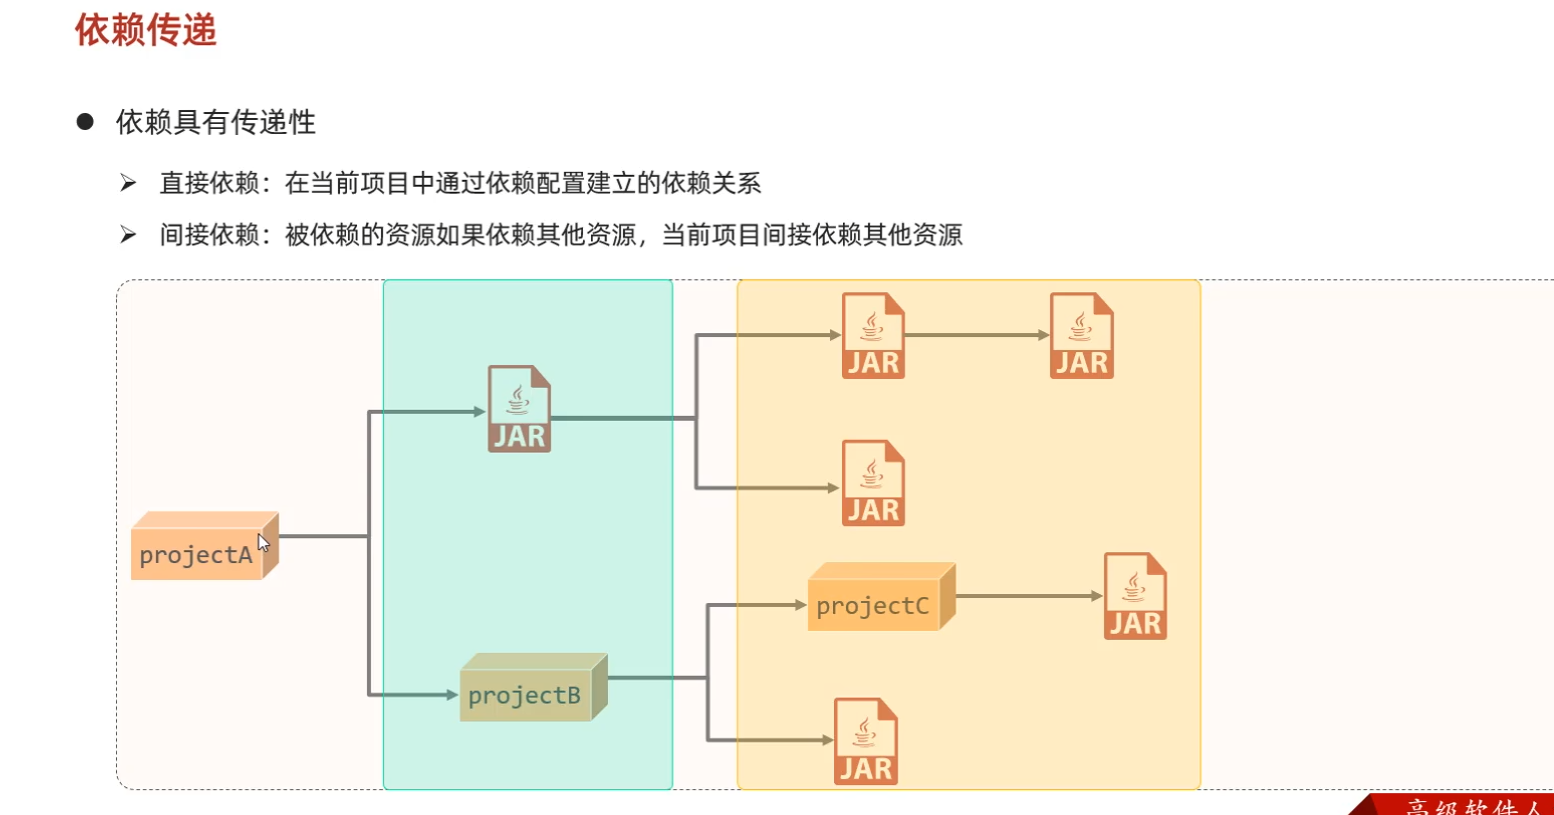 依赖传递
● 依赖具有传递性
➢ 直接依赖：在当前项目中通过依赖配置建立的依赖关系
➢ 间接依赖：被依赖的资源如果依赖其他资源，当前项目间接依赖其他资源
JAR
JAR
JAR
JAR
projectA
projectC
JAR
projectB
JAR
高级软件人